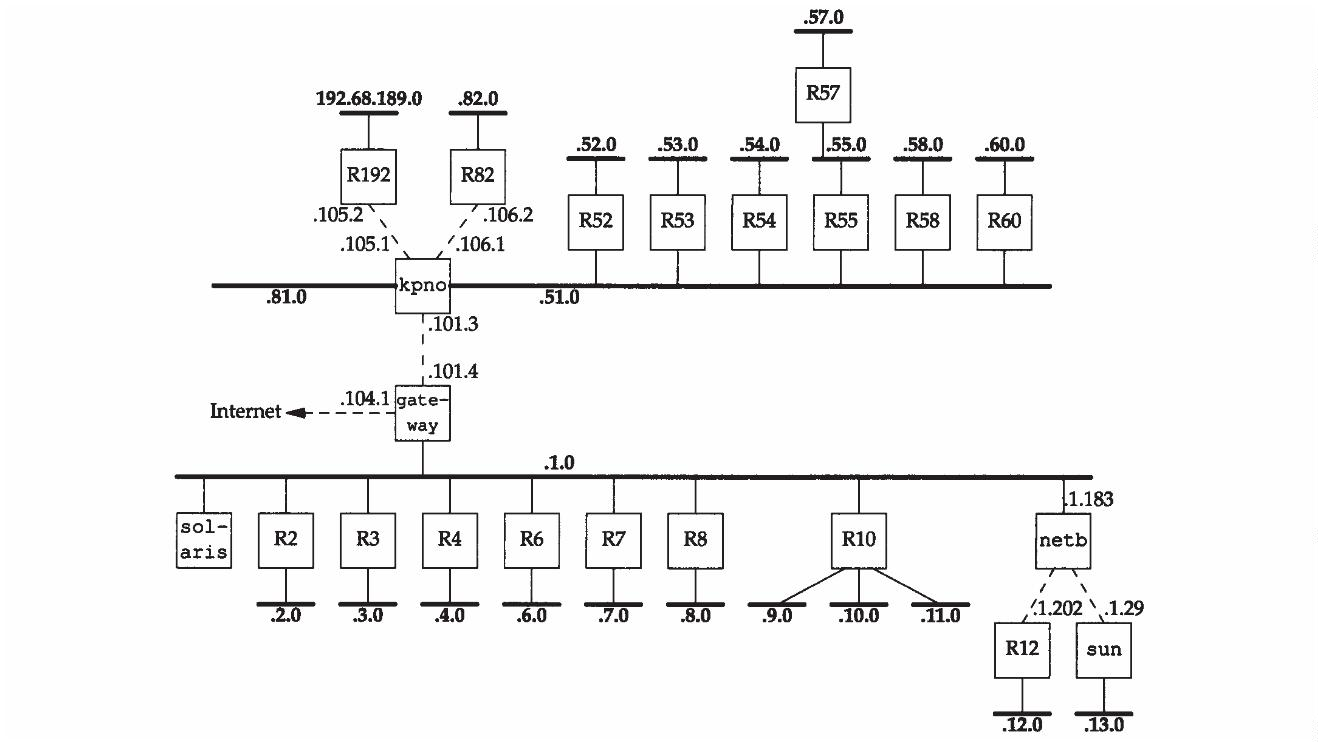 .57.0
R57
192.68.189.0 .82.0
.52.0 .53.0 .54.0 .55.0 .58.0 .60.0
R192 R82
R52 R53 R54 R55 R58 R60
.105.2 .106.2
.105.1 .106.1
kpno
.81.0 .51.0
.101.3
.101.4
Internet .104.1 gate-
way
.1.0
.1.183
sol-
aris
R2 R3 R4 R6 R7 R8 R10 netb
.2.0 .3.0 .4.0 .6.0 .7.0 .8.0 .9.0 .10.0 .11.0
.1.202 .1.29
R12 sun
.12.0 .13.0